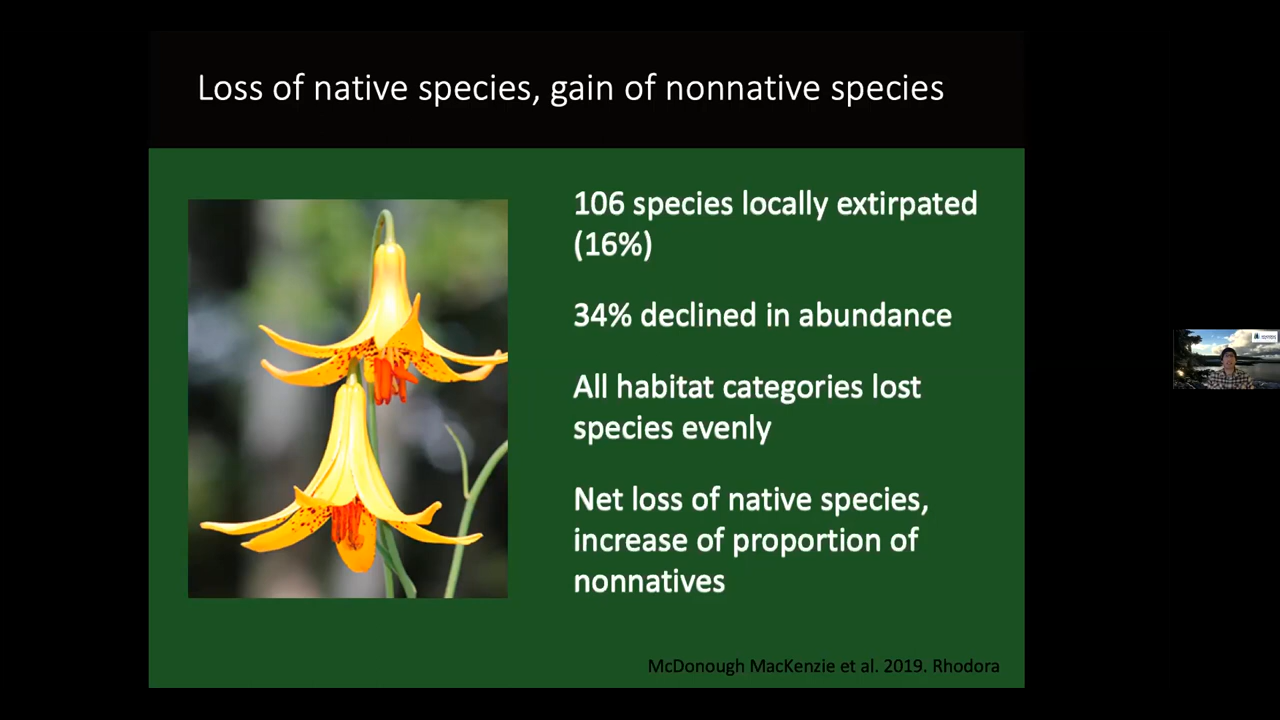 Loss of native species, gain of nonnative species
106 species locally extirpated
(16%)
34% declined in abundance
All habitat categories lost
species evenly
Net loss of native species,
increase of proportion of
nonnatives
McDonough MacKenzie et al. 2019. Rhodora